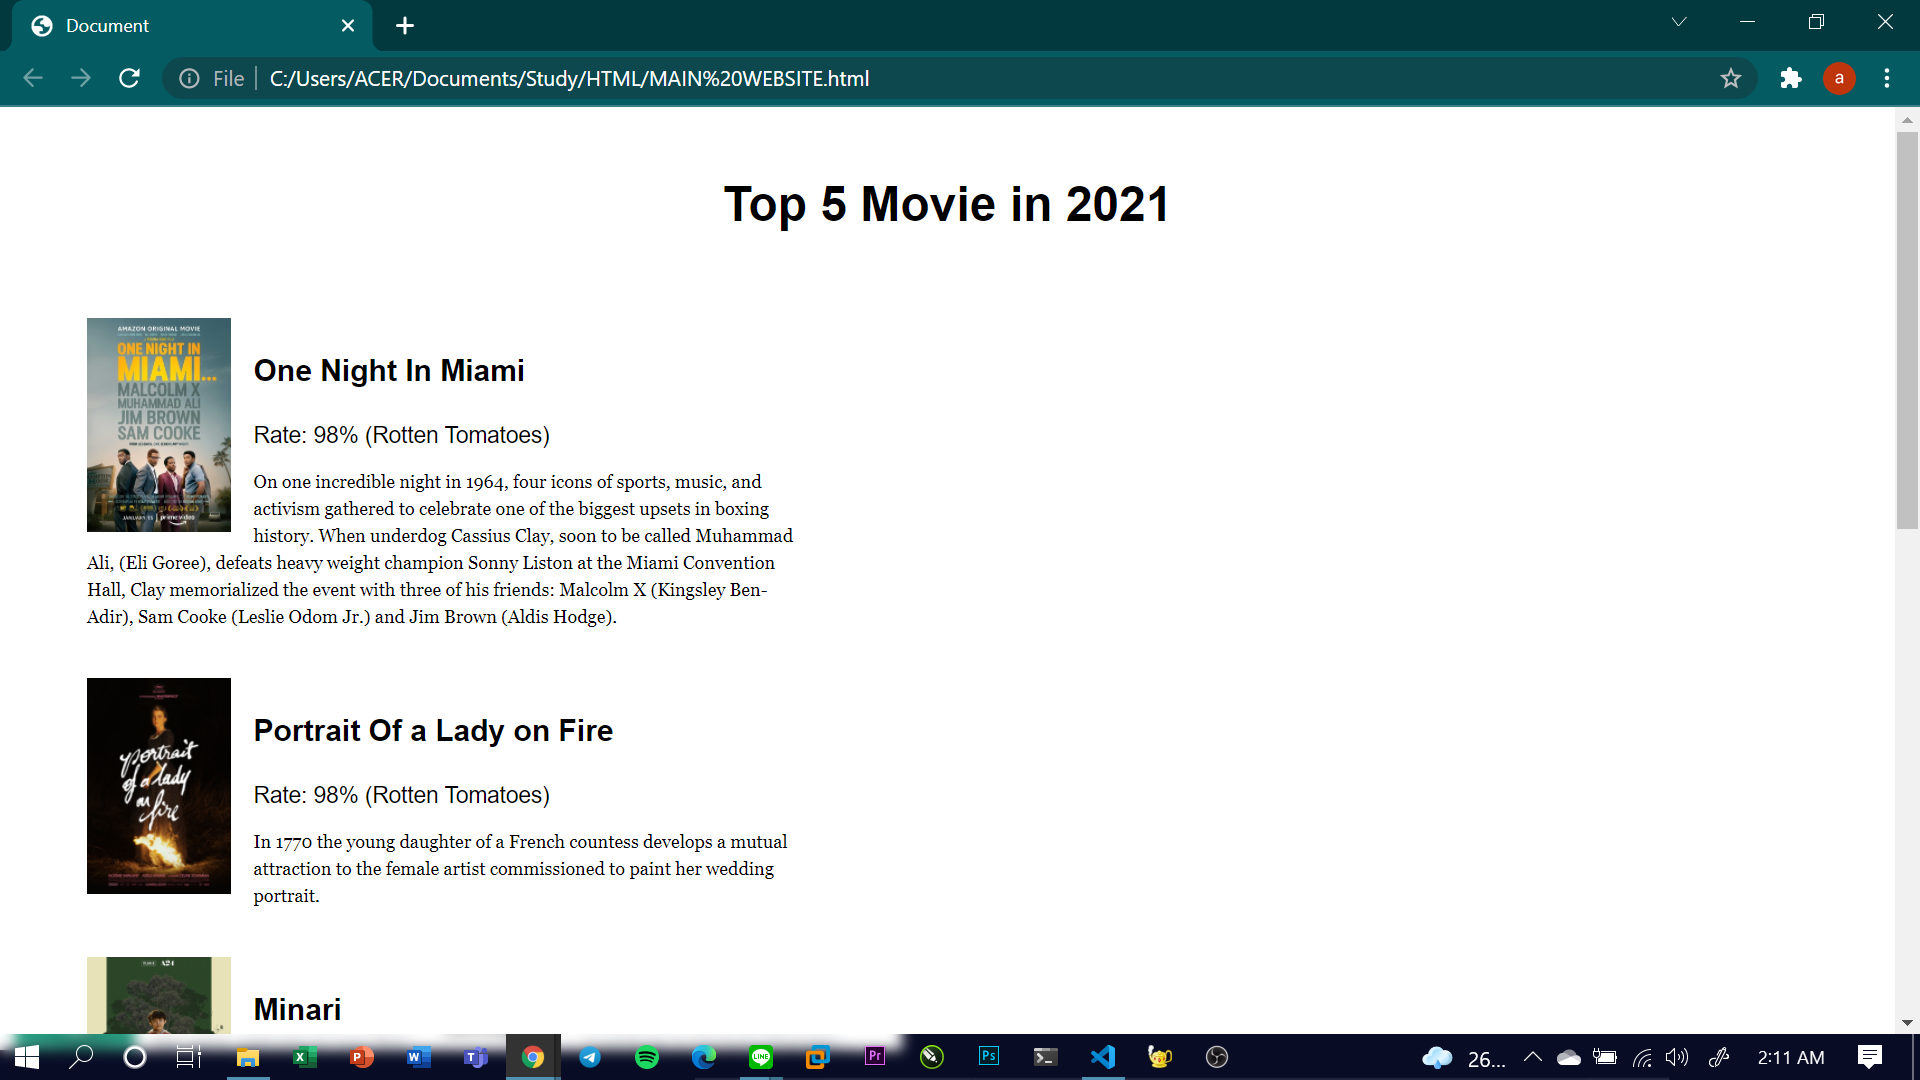 Document
File
C:/Users/ACER/Documents/Study/HTML/MAIN%20WEBSITE.html
a
Top 5 Movie in 2021
AMAZON ORIGINAL MOVIE
ONE NIGHT IN
MIAMI...
MALCOLM X
MUHAMMAD ALI
JIM BROWN
SAM COOKE
JANUARY 15 | prime video
One Night In Miami
Rate: 98% (Rotten Tomatoes)
On one incredible night in 1964, four icons of sports, music, and
activism gathered to celebrate one of the biggest upsets in boxing
history. When underdog Cassius Clay, soon to be called Muhammad
Ali, (Eli Goree), defeats heavy weight champion Sonny Liston at the Miami Convention
Hall, Clay memorialized the event with three of his friends: Malcolm X (Kingsley Ben-
Adir), Sam Cooke (Leslie Odom Jr.) and Jim Brown (Aldis Hodge).
portrait
of a lady
on fire
Portrait Of a Lady on Fire
Rate: 98% (Rotten Tomatoes)
In 1770 the young daughter of a French countess develops a mutual
attraction to the female artist commissioned to paint her wedding
portrait.
A24
Minari
LINE
Pr
Ps
26...
2:11 AM